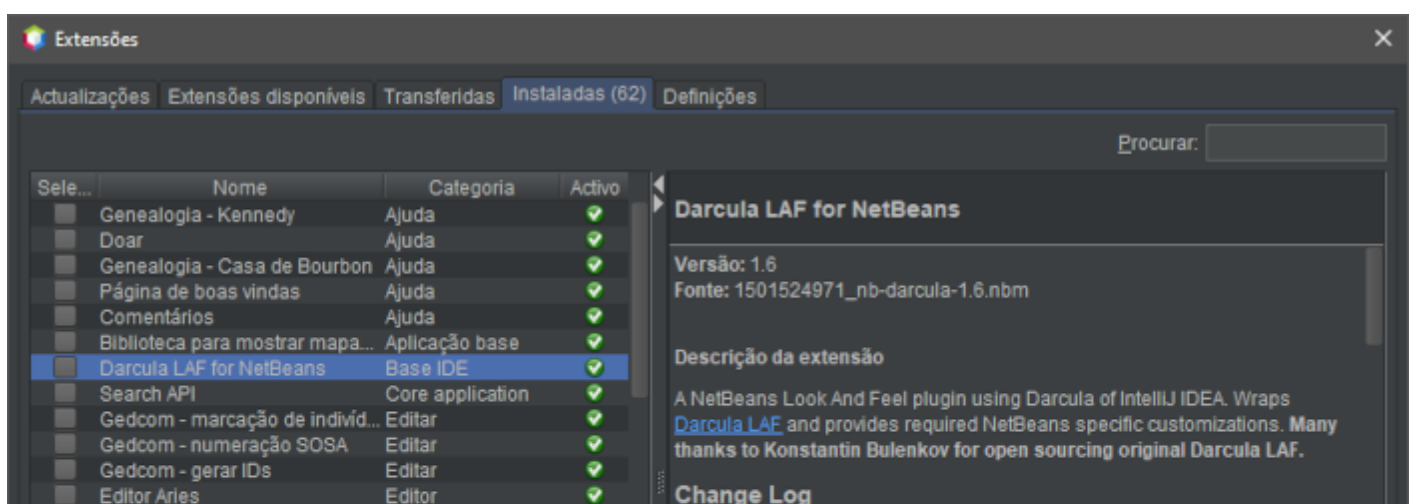 Extensões
Actualizações Extensões disponíveis Transferidas Instaladas (62) Definições
Procurar:
Sele... Nome Categoria Activo
Genealogia - Kennedy Ajuda
Doar Ajuda
Genealogia - Casa de Bourbon Ajuda
Página de boas vindas Ajuda
Comentários Ajuda
Biblioteca para mostrar mapa... Aplicação base
Darcula LAF for NetBeans Base IDE
Search API Core application
Gedcom - marcação de indivíd... Editar
Gedcom - numeração SOSA Editar
Gedcom - gerar IDs Editar
Editor Aries Editor
Darcula LAF for NetBeans
Versão: 1.6
Fonte: 1501524971_nb-darcula-1.6.nbm
Descrição da extensão
A NetBeans Look And Feel plugin using Darcula of IntelliJ IDEA. Wraps
Darcula LAF and provides required NetBeans specific customizations. Many
thanks to Konstantin Bulenkov for open sourcing original Darcula LAF.
Change Log